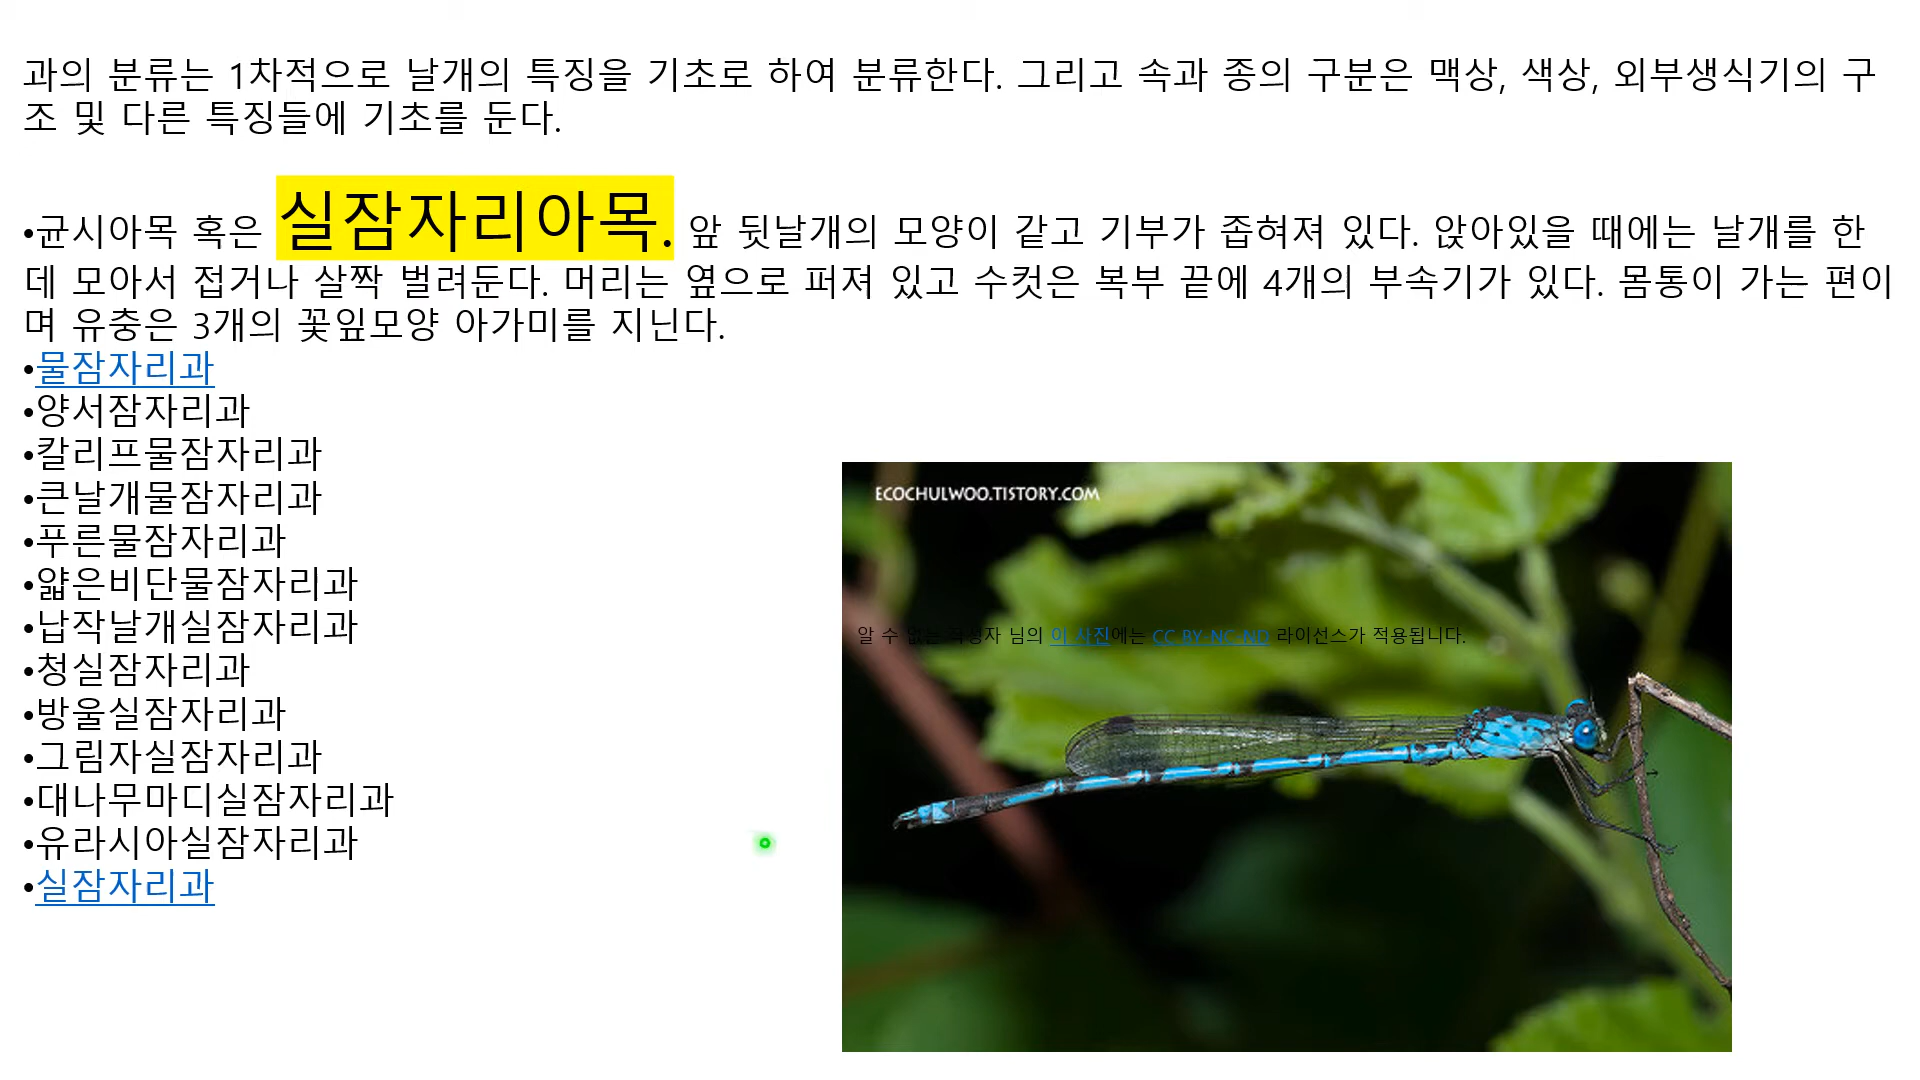 과의 분류는 1차적으로 날개의 특징을 기초로 하여 분류한다. 그리고 속과 종의 구분은 맥상, 색상, 외부생식기의 구
조 및 다른 특징들에 기초를 둔다.
•균시아목 혹은 실잠자리아목. 앞 뒷날개의 모양이 같고 기부가 좁혀져 있다. 앉아있을 때에는 날개를 한
데 모아서 접거나 살짝 벌려둔다. 머리는 옆으로 퍼져 있고 수컷은 복부 끝에 4개의 부속기가 있다. 몸통이 가는 편이
며 유충은 3개의 꽃잎모양 아가미를 지닌다.
•물잠자리과
•양서잠자리과
•칼리프물잠자리과
•큰날개물잠자리과
•푸른물잠자리과
•얇은비단물잠자리과
•납작날개실잠자리과
•청실잠자리과
•방울실잠자리과
•그림자실잠자리과
•대나무마디실잠자리과
•유라시아실잠자리과
•실잠자리과
ECOCHULWOO.TISTORY.COM
알 수 없는 작성자 님의 이 사진에는 CC BY-NC-ND 라이선스가 적용됩니다.